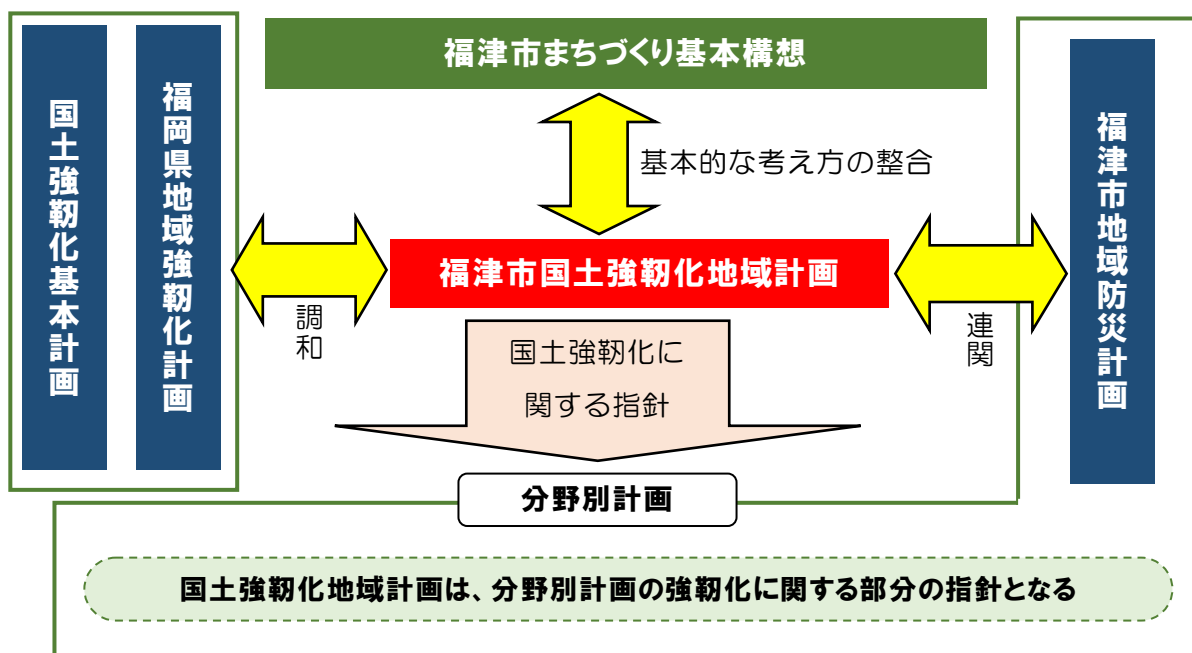 福津市まちづくり基本構想
国土強靭化基本計画
福岡県地域強靭化計画
基本的な考え方の整合
福津市国土強靭化地域計画
福津市地域防災計画
調和
連関
国土強靭化に
関する指針
分野別計画
国土強靭化地域計画は、分野別計画の強靭化に関する部分の指針となる